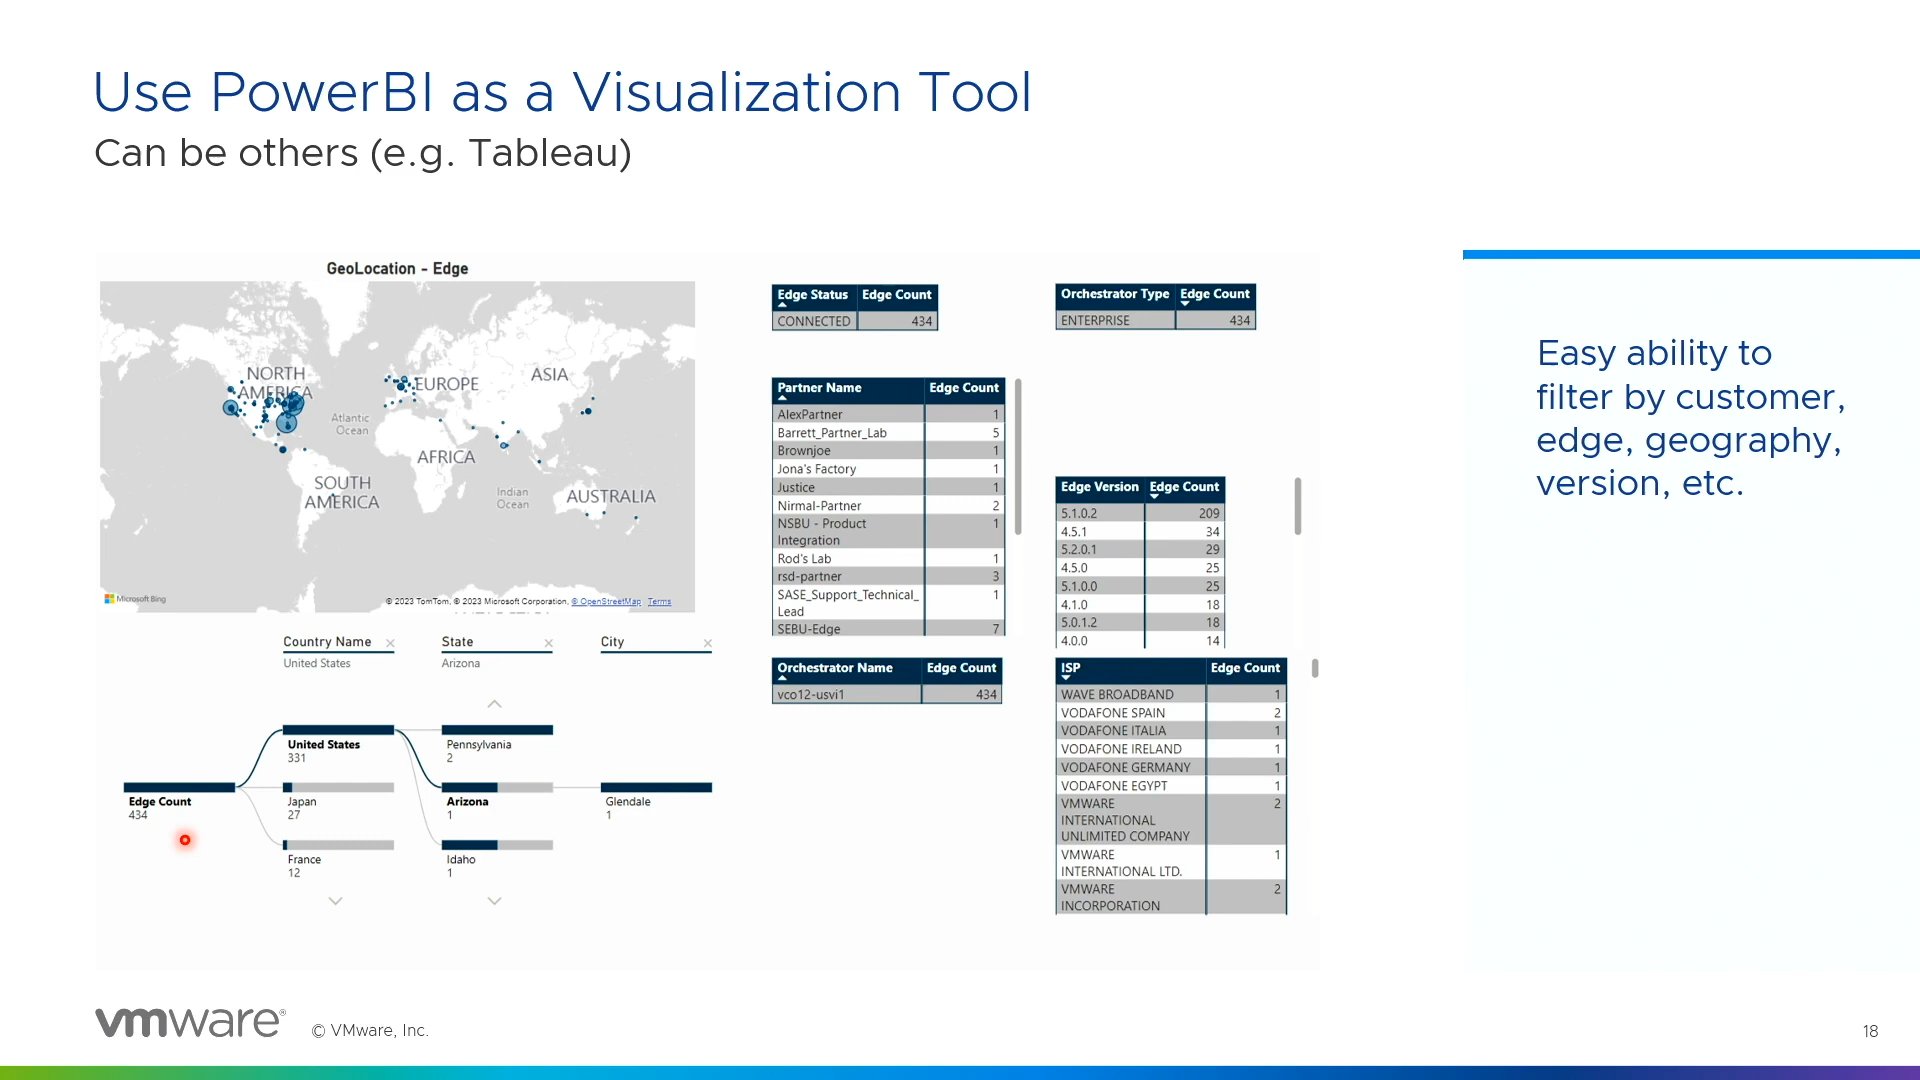 Use PowerBI as a Visualization Tool
Can be others (e.g. Tableau)
GeoLocation - Edge
NORTH
AMERICA
EUROPE
ASIA
Atlantic
Ocean
AFRICA
SOUTH
AMERICA
Indian
Ocean
AUSTRALIA
Microsoft Bing
© 2023 TomTom, © 2023 Microsoft Corporation, © OpenStreetMap Terms
Country Name
State
City
United States
Arizona
Edge Count
434
United States
331
Japan
27
France
12
Pennsylvania
2
Arizona
1
Idaho
1
Glendale
1
Edge Status Edge Count
CONNECTED 434
Orchestrator Type Edge Count
ENTERPRISE 434
Partner Name Edge Count
AlexPartner 1
Barrett_Partner_Lab 5
Brownjoe 1
Jona's Factory 1
Justice 1
Nirmal-Partner 2
NSBU - Product 1
Integration
Rod's Lab 1
rsd-partner 3
SASE_Support_Technical_ 1
Lead
SEBU-Edge 7
Edge Version Edge Count
5.1.0.2 209
4.5.1 34
5.2.0.1 29
4.5.0 25
5.1.0.0 25
4.1.0 18
5.0.1.2 18
4.0.0 14
Orchestrator Name Edge Count
vco12-usvi1 434
ISP Edge Count
WAVE BROADBAND 1
VODAFONE SPAIN 2
VODAFONE ITALIA 1
VODAFONE IRELAND 1
VODAFONE GERMANY 1
VODAFONE EGYPT 1
VMWARE 2
INTERNATIONAL
UNLIMITED COMPANY
VMWARE 1
INTERNATIONAL LTD.
VMWARE 2
INCORPORATION
Easy ability to
filter by customer,
edge, geography,
version, etc.
vmware® © VMware, Inc.
18